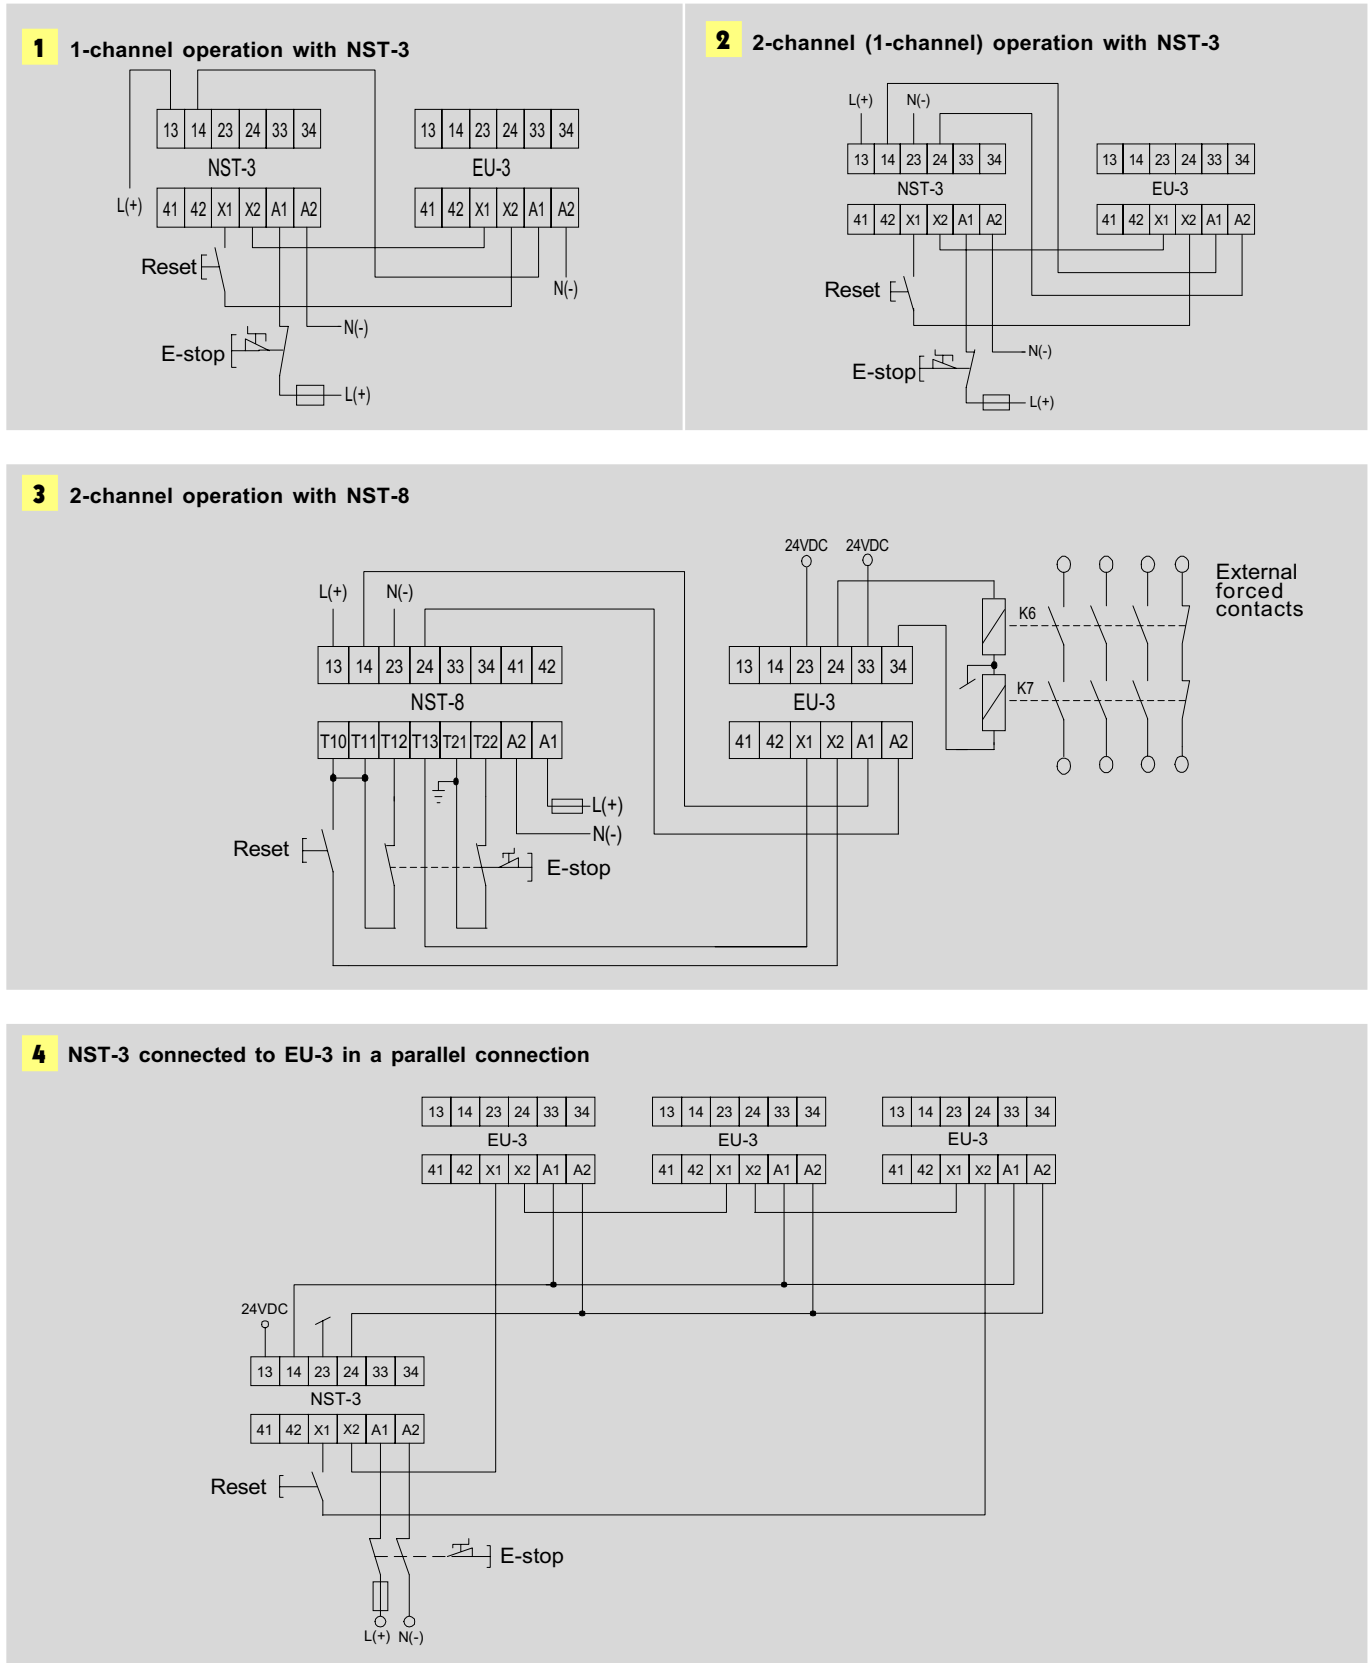 1 1-channel operation with NST-3
13 14 23 24 33 34
NST-3
L(+)
41 42 X1 X2 A1 A2
13 14 23 24 33 34
EU-3
41 42 X1 X2 A1 A2
Reset
N(-)
N(-)
E-stop
L(+)
2 2-channel (1-channel) operation with NST-3
L(+) N(-)
13 14 23 24 33 34
NST-3
41 42 X1 X2 A1 A2
13 14 23 24 33 34
EU-3
41 42 X1 X2 A1 A2
Reset
N(-)
E-stop
L(+)
3 2-channel operation with NST-8
L(+) N(-)
13 14 23 24 33 34 41 42
NST-8
T10 T11 T12 T13 T21 T22 A2 A1
L(+)
N(-)
Reset
E-stop
24VDC 24VDC
13 14 23 24 33 34
EU-3
41 42 X1 X2 A1 A2
K6
K7
External
forced
contacts
4 NST-3 connected to EU-3 in a parallel connection
13 14 23 24 33 34
EU-3
41 42 X1 X2 A1 A2
13 14 23 24 33 34
EU-3
41 42 X1 X2 A1 A2
13 14 23 24 33 34
EU-3
41 42 X1 X2 A1 A2
24VDC
13 14 23 24 33 34
NST-3
41 42 X1 X2 A1 A2
Reset
E-stop
L(+) N(-)